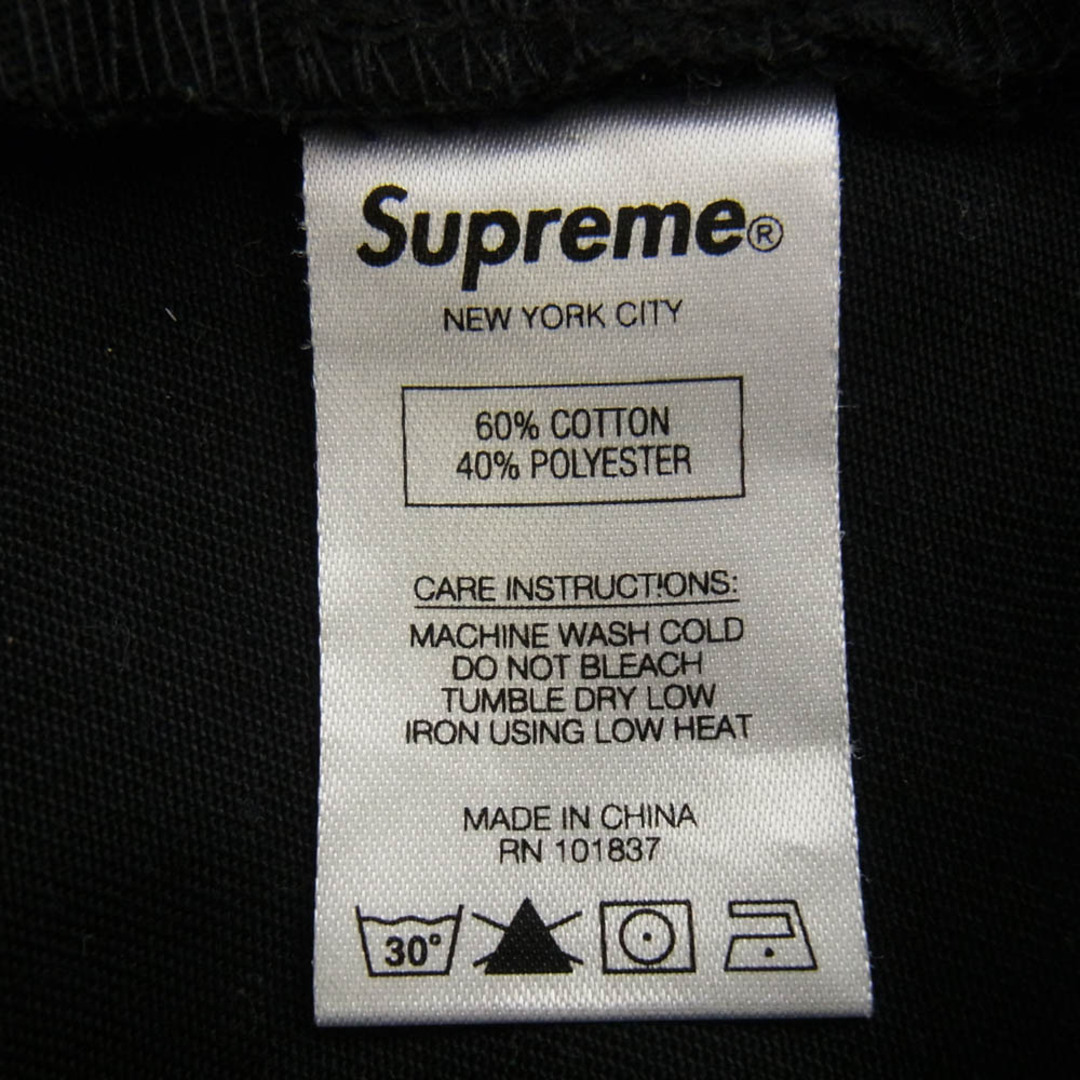 Supreme®
NEW YORK CITY
60% COTTON
40% POLYESTER
CARE INSTRUCTIONS:
MACHINE WASH COLD
DO NOT BLEACH
TUMBLE DRY LOW
IRON USING LOW HEAT
MADE IN CHINA
RN 101837
30°